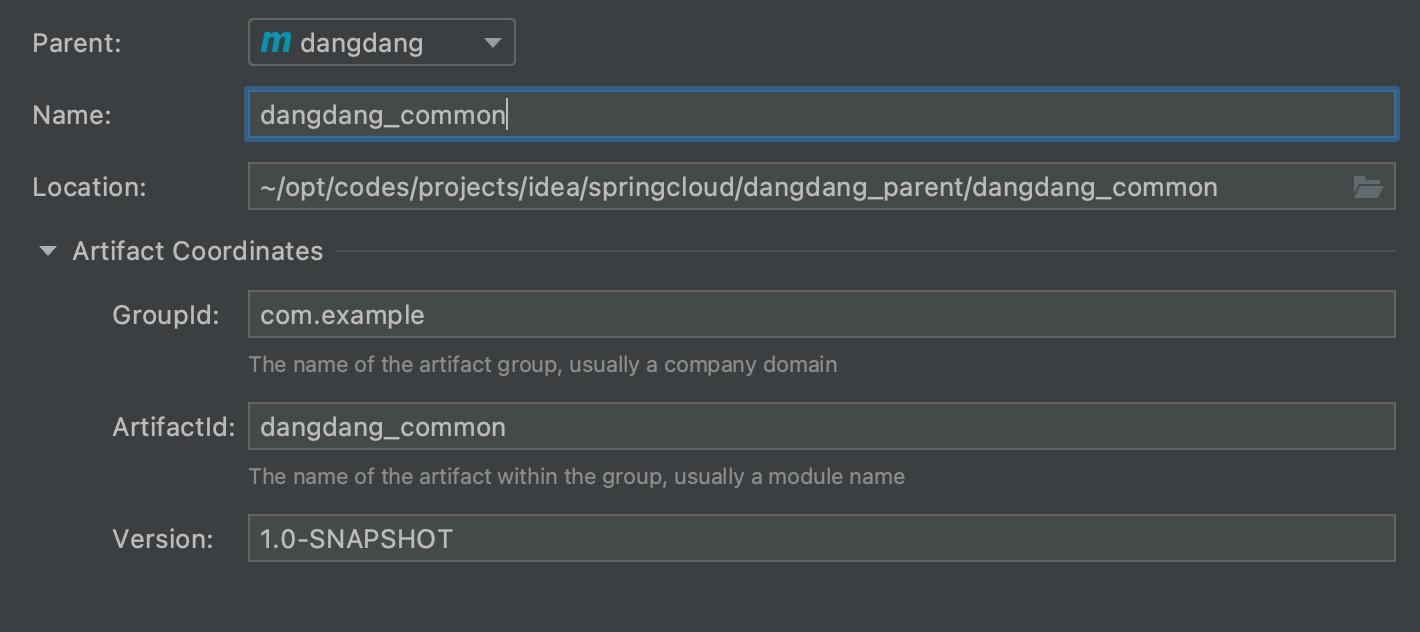 Parent: m dangdang
Name: dangdang_common
Location: ~/opt/codes/projects/idea/springcloud/dangdang_parent/dangdang_common
Artifact Coordinates
GroupId: com.example
The name of the artifact group, usually a company domain
ArtifactId: dangdang_common
The name of the artifact within the group, usually a module name
Version: 1.0-SNAPSHOT